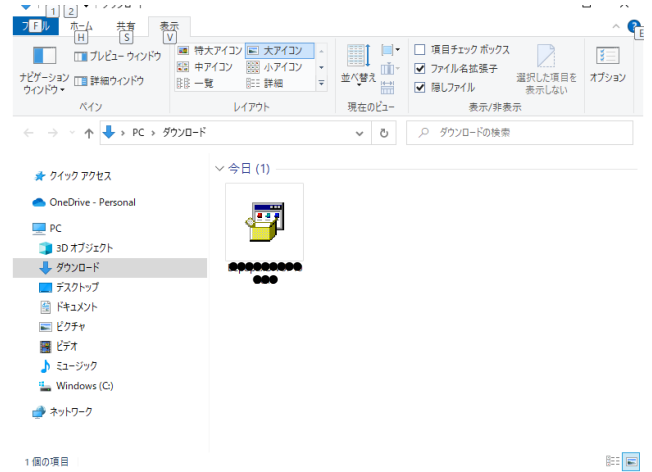 1 2
ファイル ホーム 共有 表示
F H S V E
ナビゲーション ウィンドウ
プレビュー ウィンドウ
詳細ウィンドウ
ペイン
特大アイコン 大アイコン
中アイコン 小アイコン
一覧 詳細
レイアウト
並べ替え
現在のビュー
項目チェック ボックス
ファイル名拡張子
隠しファイル
選択した項目を
表示しない
表示/非表示
オプション
PC › ダウンロード
ダウンロードの検索
今日 (1)
クイック アクセス
OneDrive - Personal
PC
3D オブジェクト
ダウンロード
デスクトップ
ドキュメント
ピクチャ
ビデオ
ミュージック
Windows (C:)
ネットワーク
1 個の項目